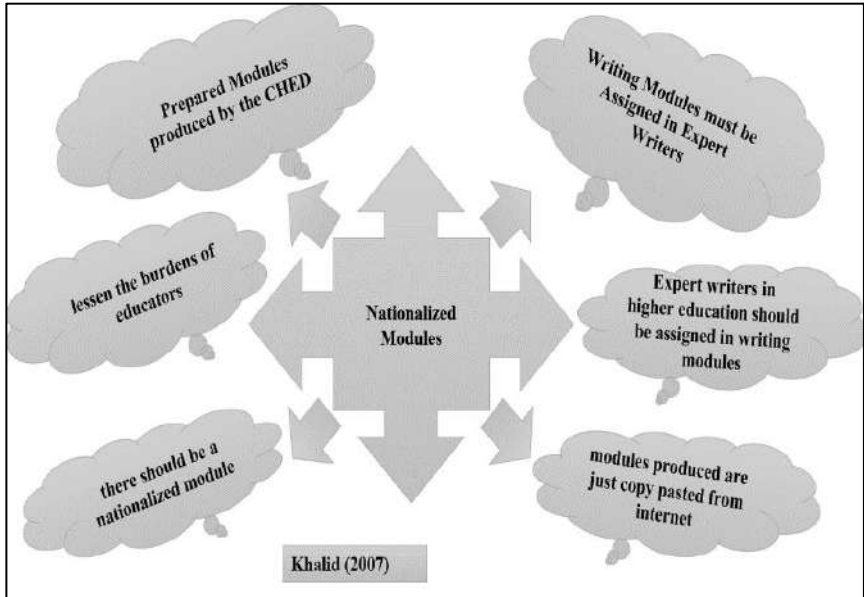 Prepared Modules
produced by the CHED
Writing Modules must be
Assigned in Expert
Writers
lessen the burdens of
educators
Nationalized
Modules
Expert writers in
higher education should
be assigned in writing
modules
there should be a
nationalized module
modules produced are
just copy pasted from
internet
Khalid (2007)